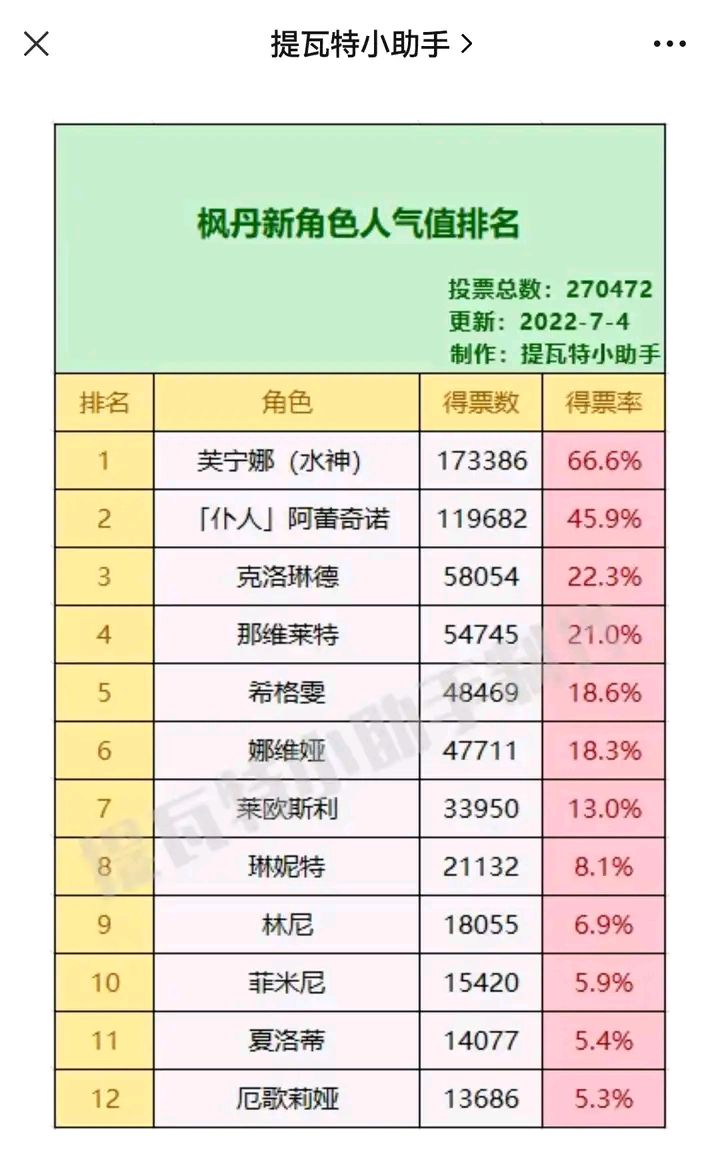 提瓦特小助手
枫丹新角色人气值排名
投票总数：270472
更新：2022-7-4
制作：提瓦特小助手
排名 角色 得票数 得票率
1 芙宁娜（水神） 173386 66.6%
2 「仆人」阿蕾奇诺 119682 45.9%
3 克洛琳德 58054 22.3%
4 那维莱特 54745 21.0%
5 希格雯 48469 18.6%
6 娜维娅 47711 18.3%
7 莱欧斯利 33950 13.0%
8 琳妮特 21132 8.1%
9 林尼 18055 6.9%
10 菲米尼 15420 5.9%
11 夏洛蒂 14077 5.4%
12 厄歌莉娅 13686 5.3%
提瓦特小助手制作